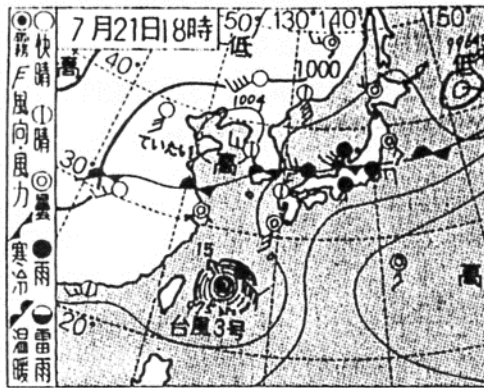 7月21日18時
快晴
晴
曇
雨
雷雨
霧
風向・風力
寒冷
温暖
50°
130°
140°
150°
40°
30°
20°
低
1000
1004
996
低
高
ていたい
高
高
15
台風3号